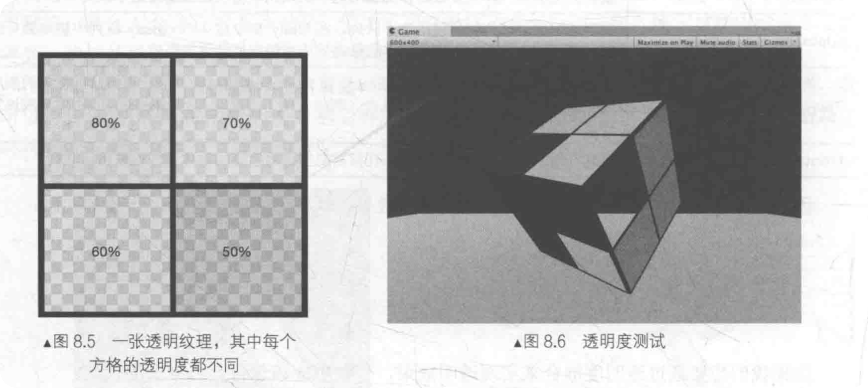 80%
70%
60%
50%
▲图 8.5 一张透明纹理，其中每个
方格的透明度都不同
Game
600x400
Maximize on Play
Mute audio
Stats
Gizmos
▲图 8.6 透明度测试